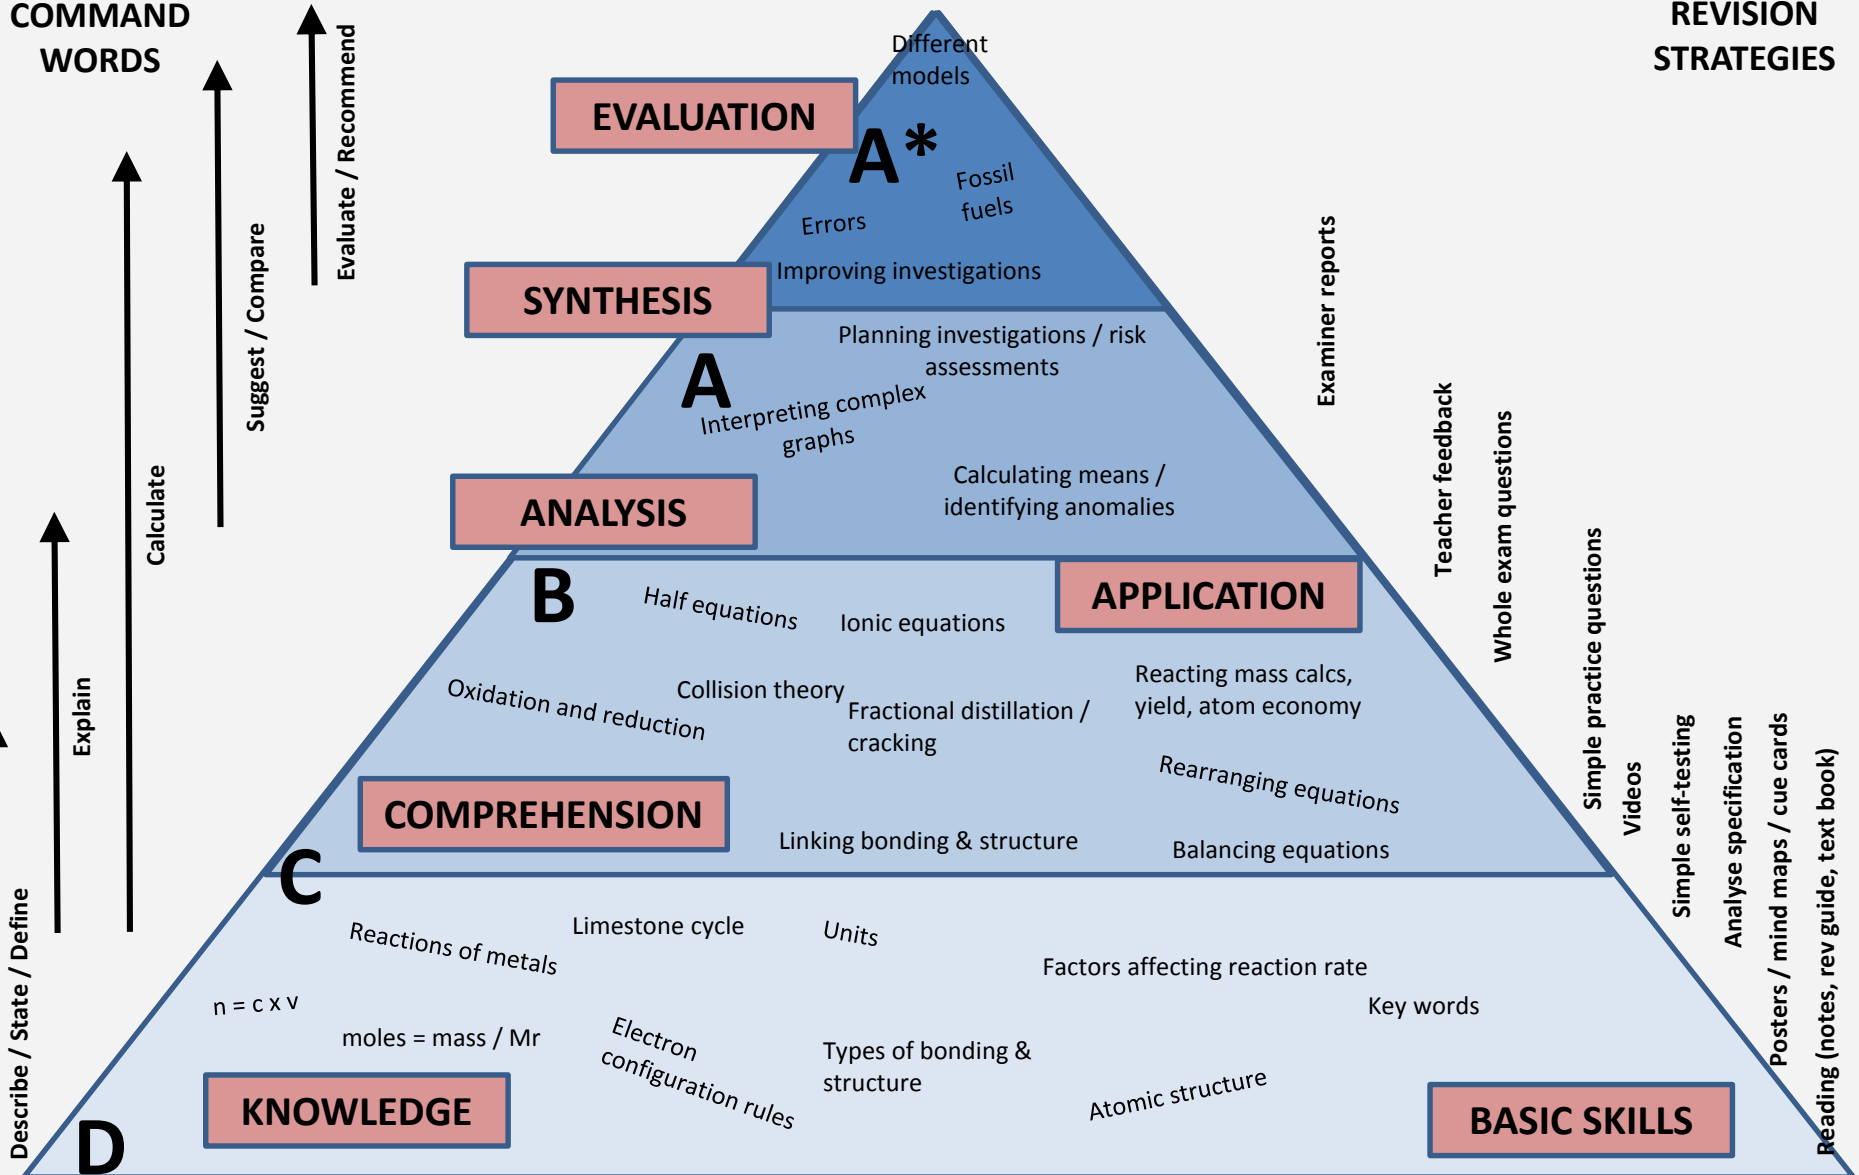 COMMAND
WORDS
REVISION
STRATEGIES
Describe / State / Define
Explain
Calculate
Suggest / Compare
Evaluate / Recommend
Different
models
EVALUATION
A*
Fossil
fuels
Errors
Improving investigations
SYNTHESIS
Planning investigations / risk
assessments
A
Interpreting complex
graphs
Calculating means /
identifying anomalies
ANALYSIS
B
APPLICATION
Half equations
Ionic equations
Oxidation and reduction
Collision theory
Fractional distillation /
cracking
Reacting mass calcs,
yield, atom economy
Rearranging equations
COMPREHENSION
Linking bonding & structure
Balancing equations
C
Reactions of metals
Limestone cycle
Units
Factors affecting reaction rate
n = c x v
Key words
moles = mass / Mr
Electron
configuration rules
Types of bonding &
structure
Atomic structure
KNOWLEDGE
BASIC SKILLS
D
Examiner reports
Teacher feedback
Whole exam questions
Simple practice questions
Videos
Simple self-testing
Analyse specification
Posters / mind maps / cue cards
Reading (notes, rev guide, text book)